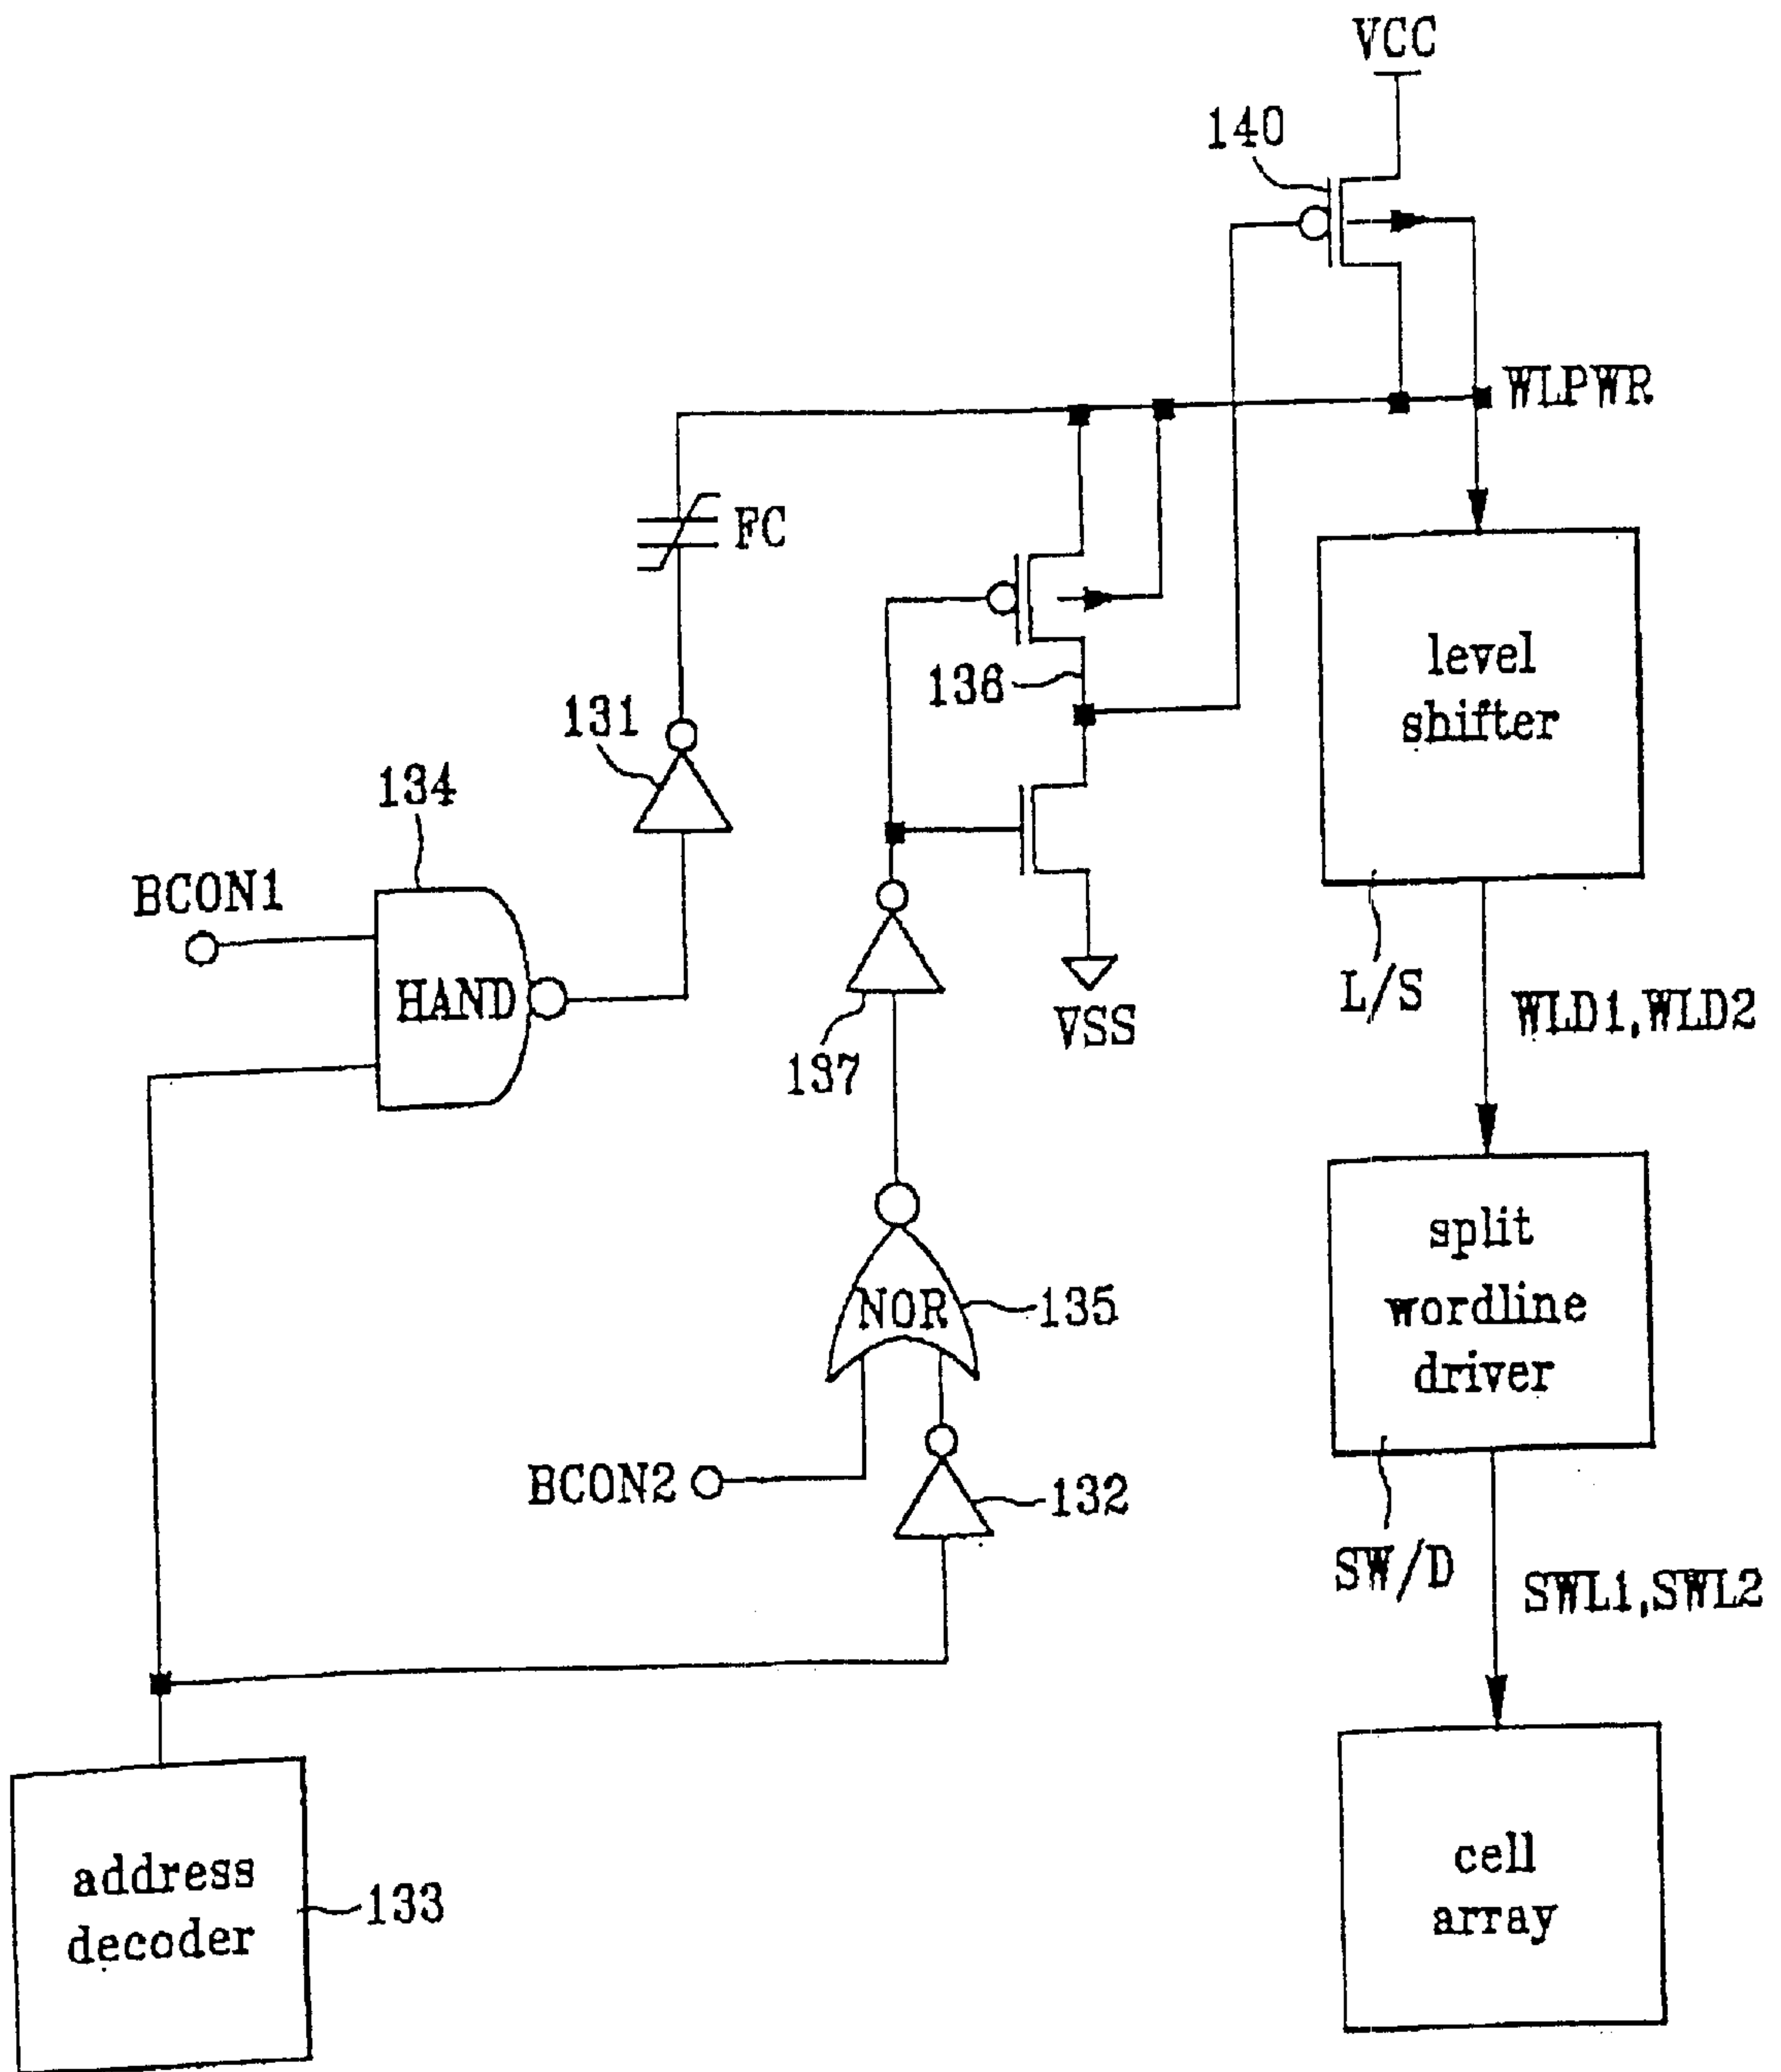 VCC
140
WLPWR
FC
level
shifter
136
131
134
BCON1
HAND
L/S
VSS
WLD1,WLD2
137
split
wordline
driver
NOR
135
BCON2
132
SW/D
SWL1,SWL2
address
decoder
133
cell
array